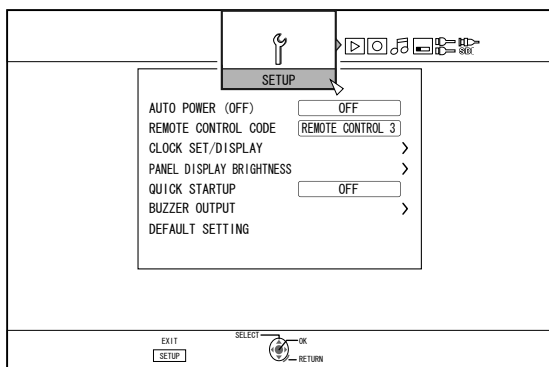 SETUP
AUTO POWER (OFF) OFF
REMOTE CONTROL CODE REMOTE CONTROL 3
CLOCK SET/DISPLAY
PANEL DISPLAY BRIGHTNESS
QUICK STARTUP OFF
BUZZER OUTPUT
DEFAULT SETTING
EXIT
SETUP
SELECT
OK
RETURN